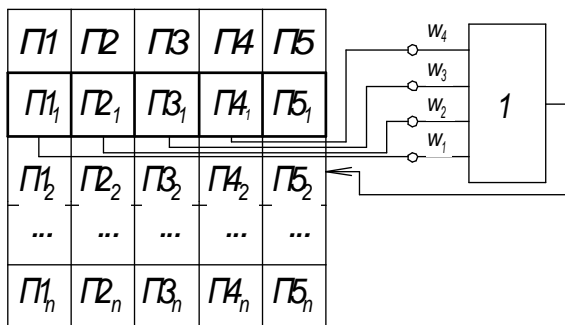 П1 П2 П3 П4 П5
П1₁ П2₁ П3₁ П4₁ П5₁
П1₂ П2₂ П3₂ П4₂ П5₂
... ... ... ... ...
П1ₙ П2ₙ П3ₙ П4ₙ П5ₙ
w₄
w₃
w₂
w₁
1